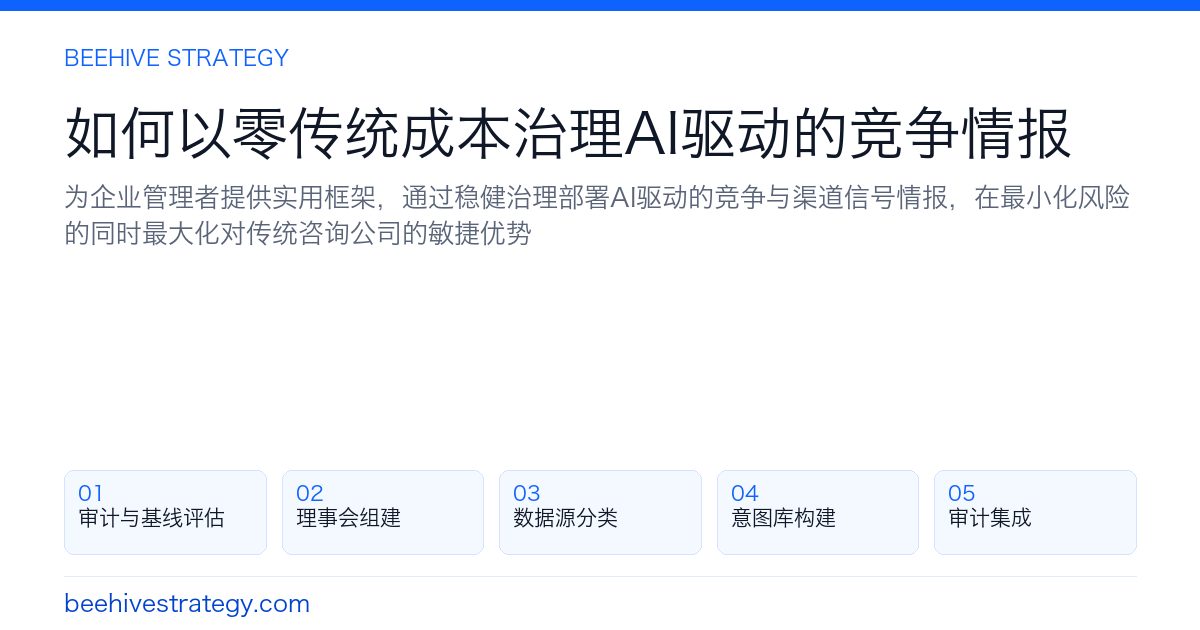 BEEHIVE STRATEGY
如何以零传统成本治理AI驱动的竞争情报
为企业管理者提供实用框架，通过稳健治理部署AI驱动的竞争与渠道信号情报，在最小化风险
的同时最大化对传统咨询公司的敏捷优势
01
审计与基线评估
02
理事会组建
03
数据源分类
04
意图库构建
05
审计集成
beehivestrategy.com